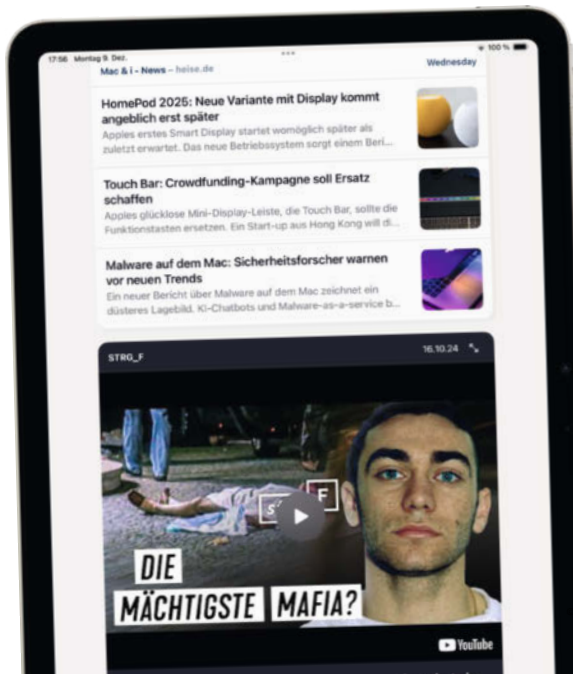 17:56 Montag 9. Dez.
100 %
Mac & i - News – heise.de
Wednesday
HomePod 2025: Neue Variante mit Display kommt
angeblich erst später
Apples erstes Smart Display startet womöglich später als
zuletzt erwartet. Das neue Betriebssystem sorgt einem Beri...
Touch Bar: Crowdfunding-Kampagne soll Ersatz
schaffen
Apples glücklose Mini-Display-Leiste, die Touch Bar, sollte die
Funktionstasten ersetzen. Ein Start-up aus Hong Kong will di...
Malware auf dem Mac: Sicherheitsforscher warnen
vor neuen Trends
Ein neuer Bericht über Malware auf dem Mac zeichnet ein
düsteres Lagebild. KI-Chatbots und Malware-as-a-service b...
STRG_F
16.10.24
F
DIE
MÄCHTIGSTE MAFIA?
YouTube